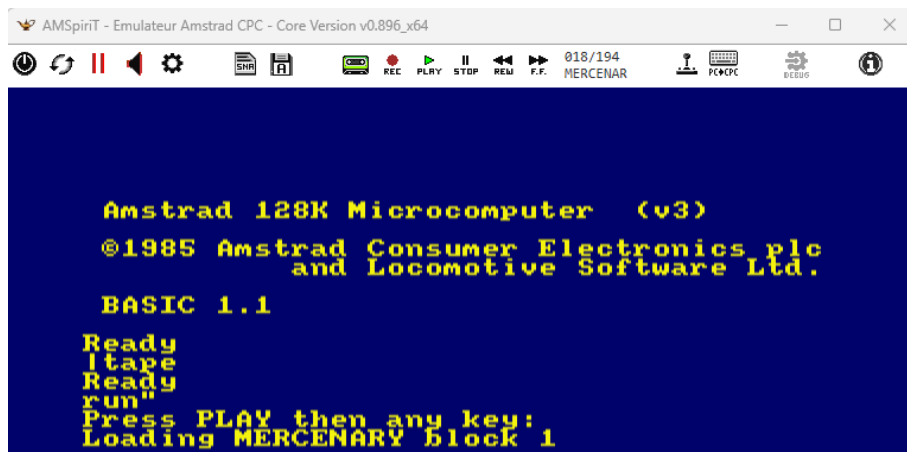 AMSpiriT - Emulateur Amstrad CPC - Core Version v0.896_x64
SNA A REC PLAY STOP REW F.F. 018/194 PC CPC DEBUG
MERCENAR
Amstrad 128K Microcomputer (v3)
©1985 Amstrad Consumer Electronics plc
and Locomotive Software Ltd.
BASIC 1.1
Ready
|tape
Ready
run"
Press PLAY then any key:
Loading MERCENARY block 1